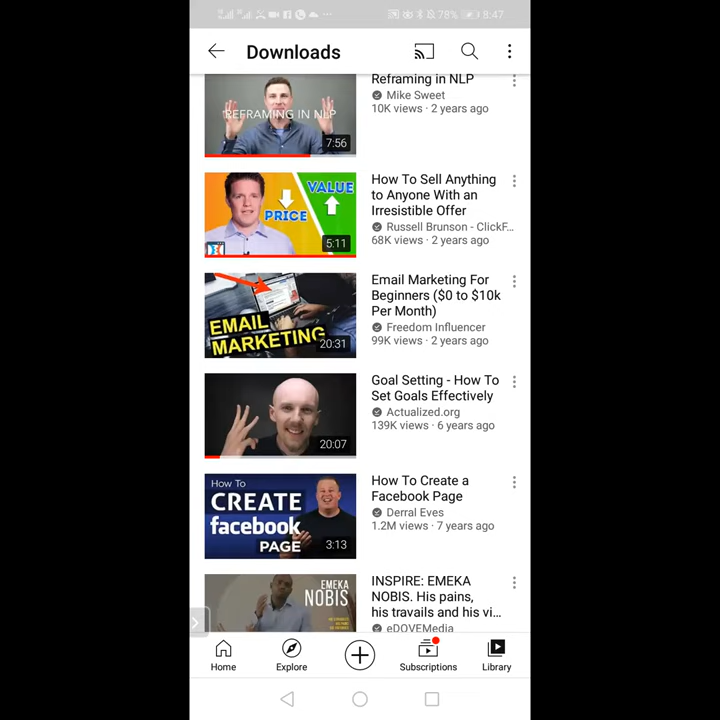 78% 8:47
Downloads
REFRAMING IN NLP
7:56
Reframing in NLP
Mike Sweet
10K views · 2 years ago
PRICE
VALUE
5:11
How To Sell Anything
to Anyone With an
Irresistible Offer
Russell Brunson - ClickF...
68K views · 2 years ago
EMAIL
MARKETING
20:31
Email Marketing For
Beginners ($0 to $10k
Per Month)
Freedom Influencer
99K views · 2 years ago
20:07
Goal Setting - How To
Set Goals Effectively
Actualized.org
139K views · 6 years ago
How To
CREATE
facebook
PAGE
3:13
How To Create a
Facebook Page
Derral Eves
1.2M views · 7 years ago
EMEKA
NOBIS
INSPIRE: EMEKA
NOBIS. His pains,
his travails and his vi...
eDOVEMedia
Home
Explore
Subscriptions
Library